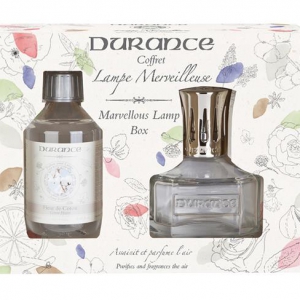 DURANCE
Coffret
Lampe Merveilleuse
Marvellous Lamp
Box
DURANCE
DURANCE
Assainit et parfume l'air
Purifies and fragrances the air